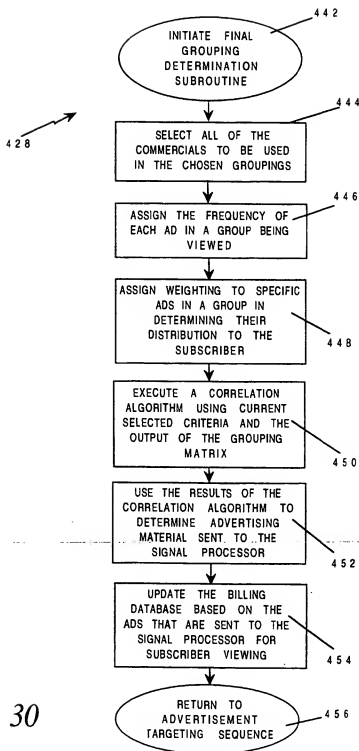 442
INITIATE FINAL
GROUPING
DETERMINATION
SUBROUTINE
428
444
SELECT ALL OF THE
COMMERCIALS TO BE USED
IN THE CHOSEN GROUPINGS
446
ASSIGN THE FREQUENCY OF
EACH AD IN A GROUP BEING
VIEWED
ASSIGN WEIGHTING TO SPECIFIC
ADS IN A GROUP IN
DETERMINING THEIR
DISTRIBUTION TO THE
SUBSCRIBER
448
EXECUTE A CORRELATION
ALGORITHM USING CURRENT
SELECTED CRITERIA AND THE
OUTPUT OF THE GROUPING
MATRIX
450
USE THE RESULTS OF THE
CORRELATION ALGORITHM TO
DETERMINE ADVERTISING
MATERIAL SENT TO THE
SIGNAL PROCESSOR
452
UPDATE THE BILLING
DATABASE BASED ON THE
ADS THAT ARE SENT TO THE
SIGNAL PROCESSOR FOR
SUBSCRIBER VIEWING
454
30
RETURN TO
ADVERTISEMENT
TARGETING SEQUENCE
456